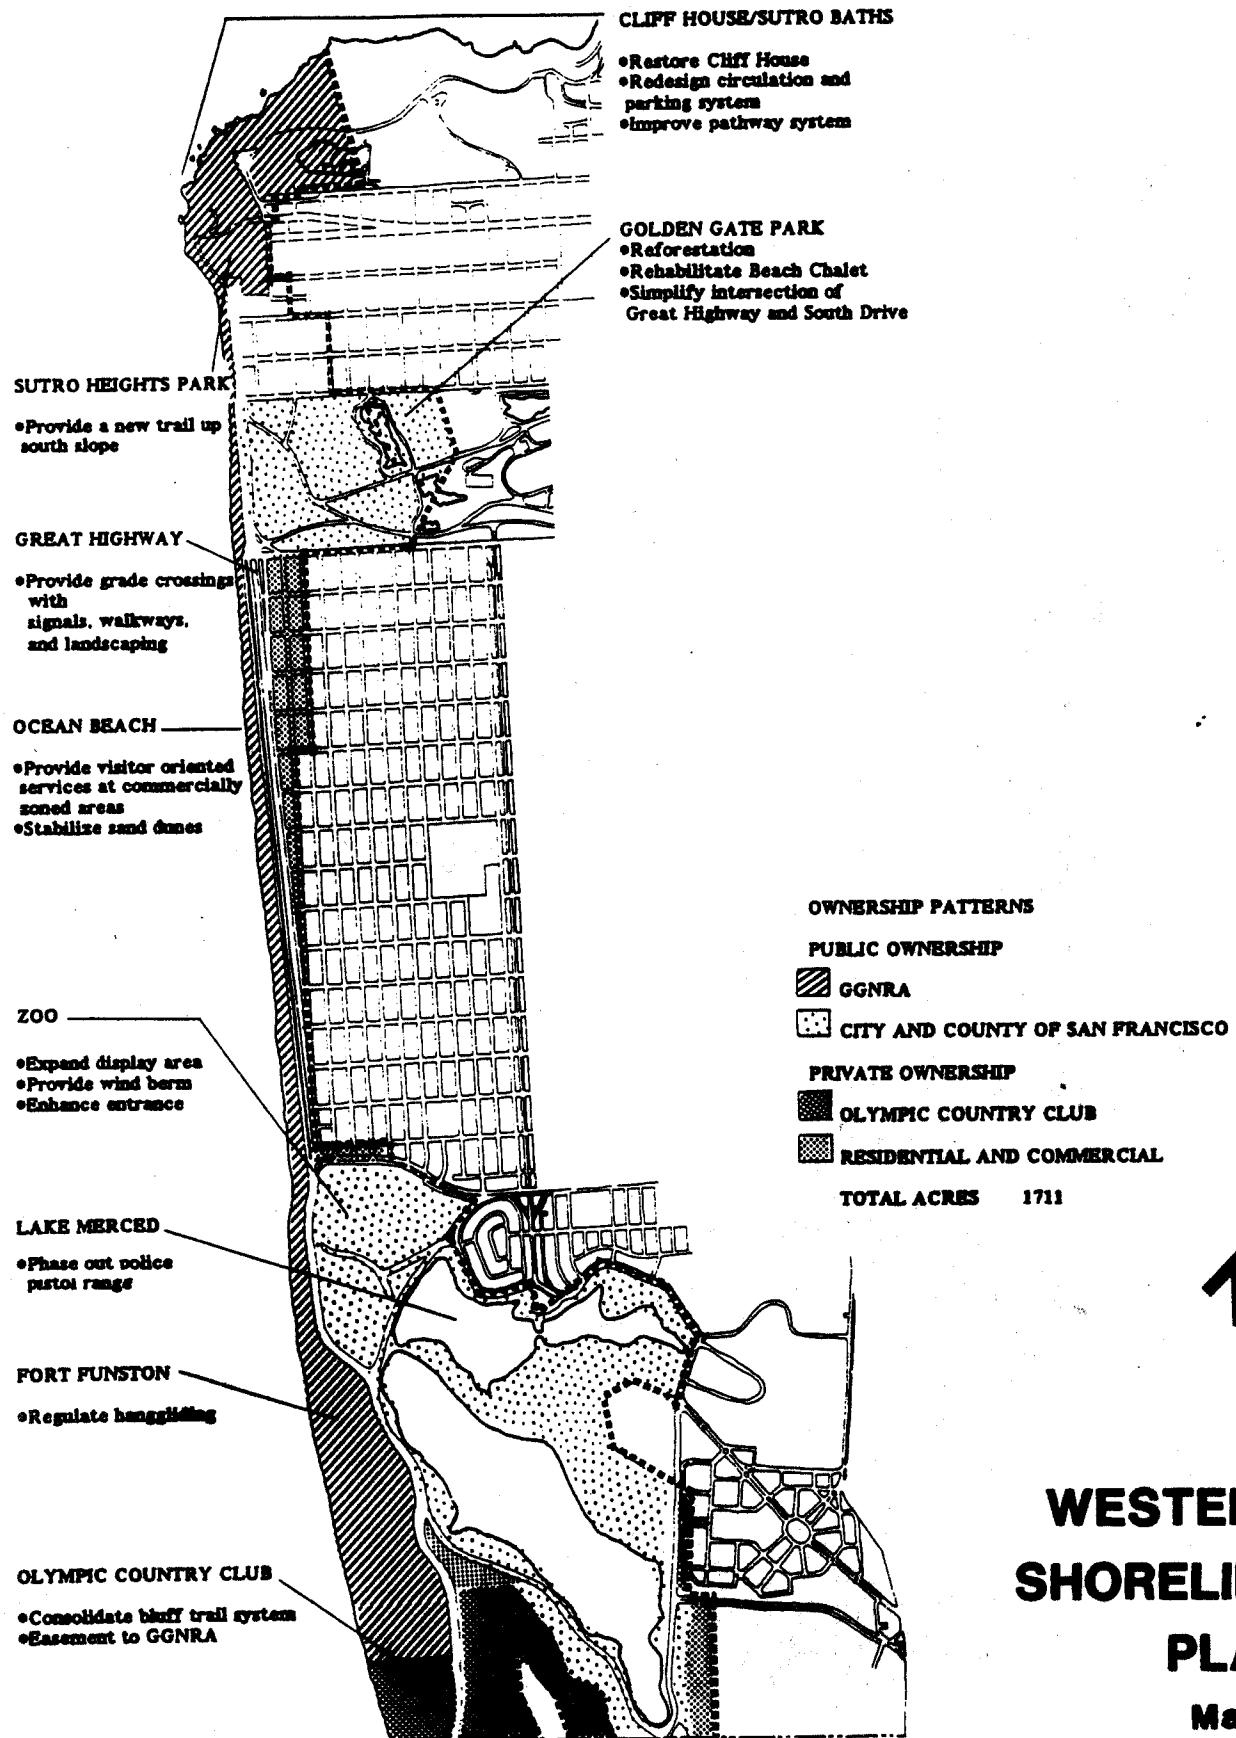 CLIFF HOUSE/SUTRO BATHS
•Restore Cliff House
•Redesign circulation and
parking system
•Improve pathway system
GOLDEN GATE PARK
•Reforestation
•Rehabilitate Beach Chalet
•Simplify intersection of
Great Highway and South Drive
SUTRO HEIGHTS PARK
•Provide a new trail up
south slope
GREAT HIGHWAY
•Provide grade crossings
with
signals, walkways,
and landscaping
OCEAN BEACH
•Provide visitor oriented
services at commercially
zoned areas
•Stabilize sand dunes
OWNERSHIP PATTERNS
PUBLIC OWNERSHIP
GGNRA
CITY AND COUNTY OF SAN FRANCISCO
PRIVATE OWNERSHIP
OLYMPIC COUNTRY CLUB
RESIDENTIAL AND COMMERCIAL
TOTAL ACRES 1711
ZOO
•Expand display area
•Provide wind berm
•Enhance entrance
LAKE MERCED
•Phase out police
pistol range
FORT FUNSTON
•Regulate hanggliding
OLYMPIC COUNTRY CLUB
•Consolidate bluff trail system
•Easement to GGNRA
WESTE
SHORELI
PLA
Ma